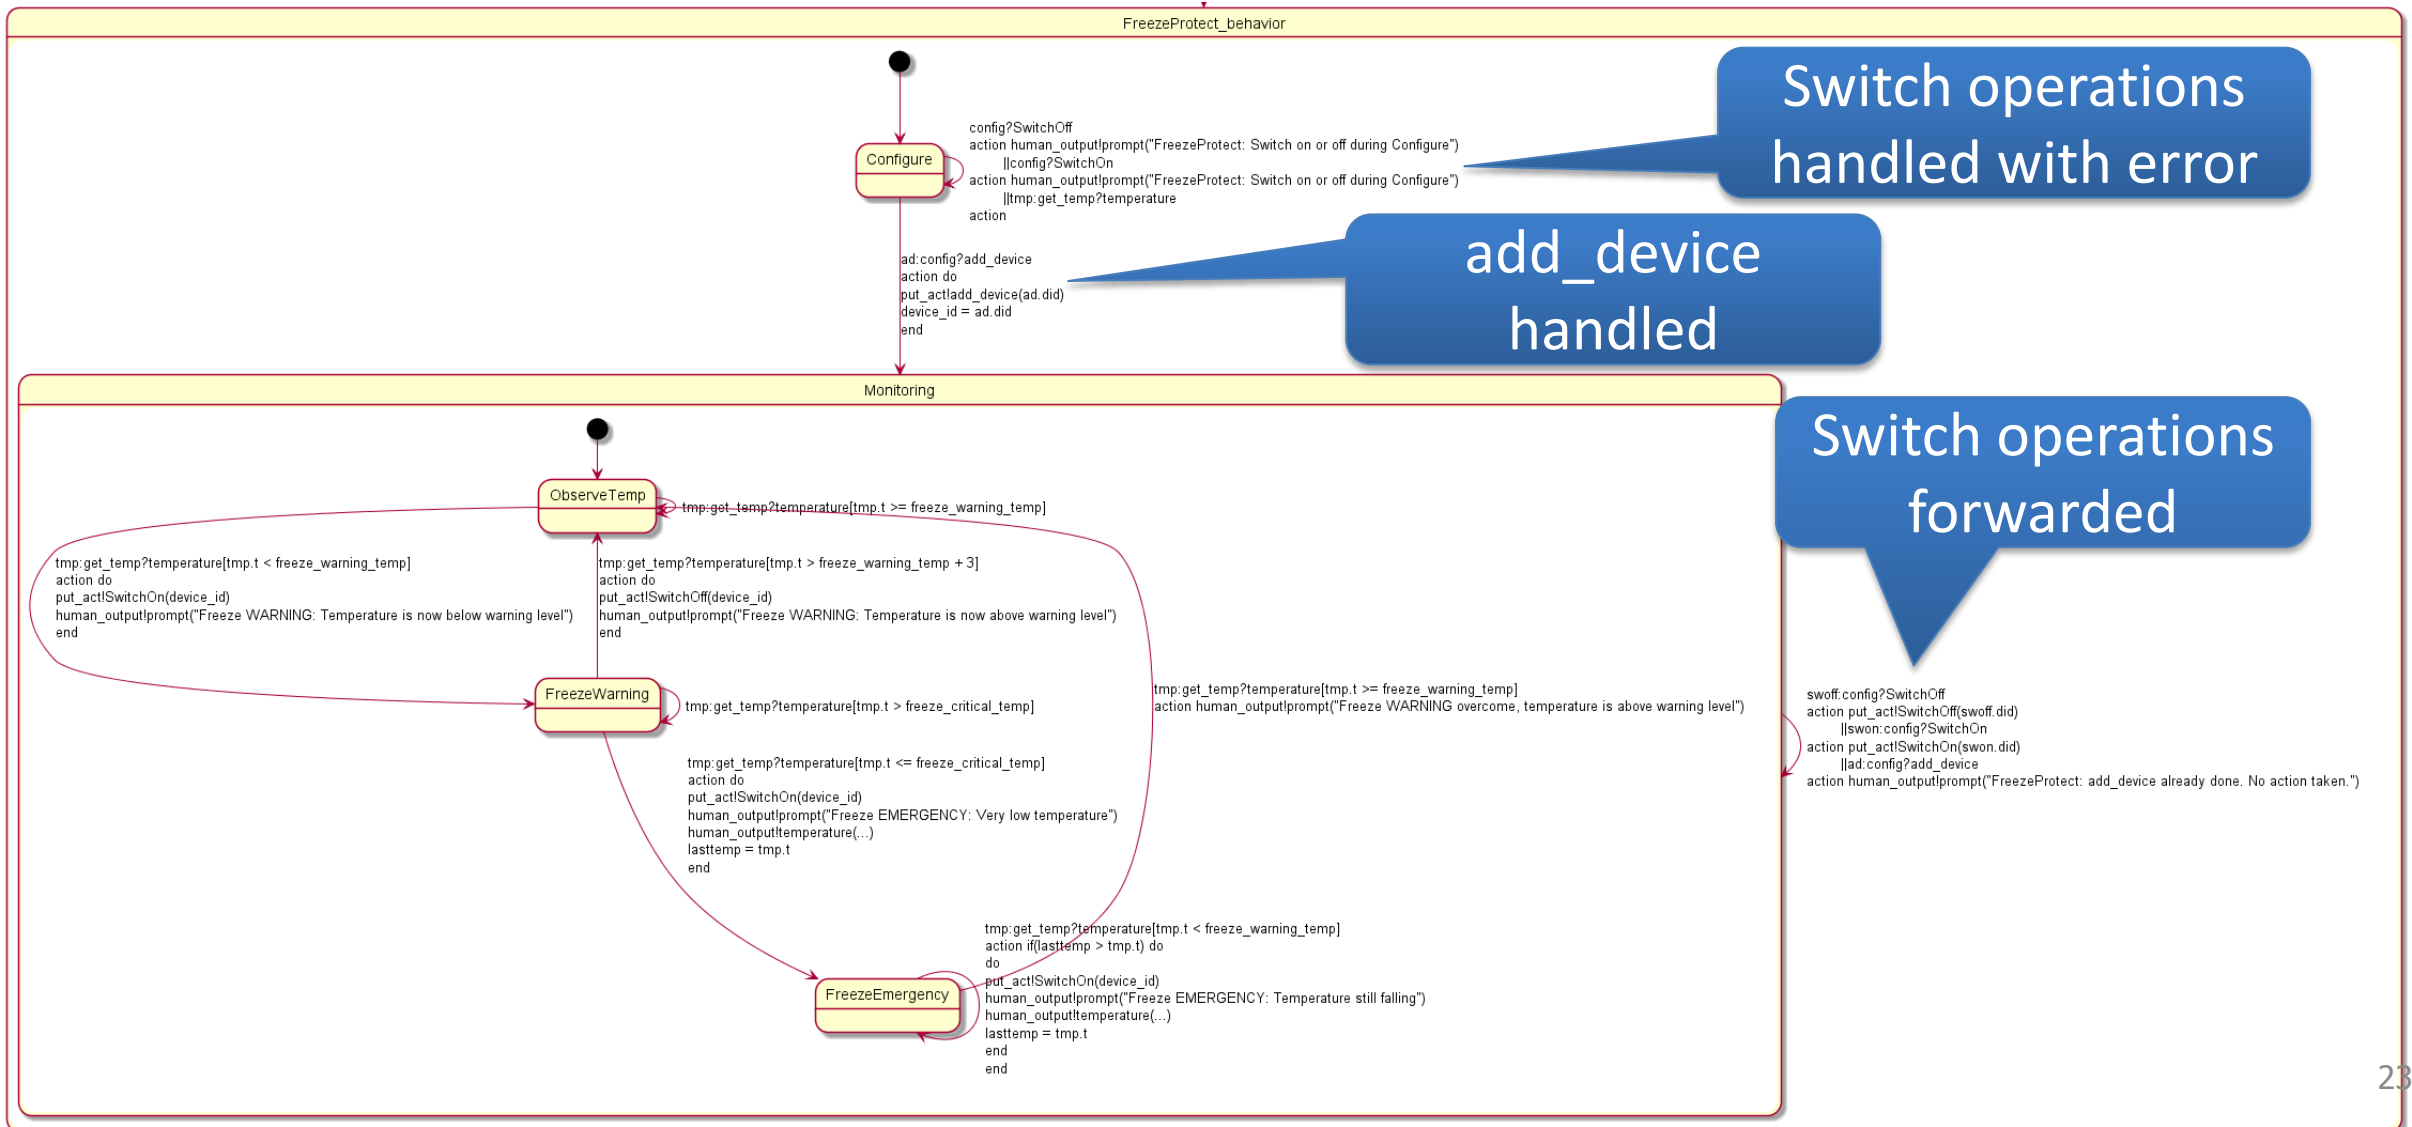 FreezeProtect_behavior
Switch operations
handled with error
config?SwitchOff
action human_output!prompt("FreezeProtect: Switch on or off during Configure")
||config?SwitchOn
action human_output!prompt("FreezeProtect: Switch on or off during Configure")
||tmp:get_temp?temperature
action
Configure
add_device
handled
ad:config?add_device
action do
put_act!add_device(ad.did)
device_id = ad.did
end
Monitoring
Switch operations
forwarded
ObserveTemp
tmp:get_temp?temperature[tmp.t >= freeze_warning_temp]
tmp:get_temp?temperature[tmp.t < freeze_warning_temp]
action do
put_act!SwitchOn(device_id)
human_output!prompt("Freeze WARNING: Temperature is now below warning level")
end
tmp:get_temp?temperature[tmp.t > freeze_warning_temp + 3]
action do
put_act!SwitchOff(device_id)
human_output!prompt("Freeze WARNING: Temperature is now above warning level")
end
FreezeWarning
tmp:get_temp?temperature[tmp.t > freeze_critical_temp]
tmp:get_temp?temperature[tmp.t >= freeze_warning_temp]
action human_output!prompt("Freeze WARNING overcome, temperature is above warning level")
swoff:config?SwitchOff
action put_act!SwitchOff(swoff.did)
||swon:config?SwitchOn
action put_act!SwitchOn(swon.did)
||ad:config?add_device
action human_output!prompt("FreezeProtect: add_device already done. No action taken.")
tmp:get_temp?temperature[tmp.t <= freeze_critical_temp]
action do
put_act!SwitchOn(device_id)
human_output!prompt("Freeze EMERGENCY: Very low temperature")
human_output!temperature(...)
lasttemp = tmp.t
end
FreezeEmergency
tmp:get_temp?temperature[tmp.t < freeze_warning_temp]
action if(lasttemp > tmp.t) do
do
put_act!SwitchOn(device_id)
human_output!prompt("Freeze EMERGENCY: Temperature still falling")
human_output!temperature(...)
lasttemp = tmp.t
end
end
23